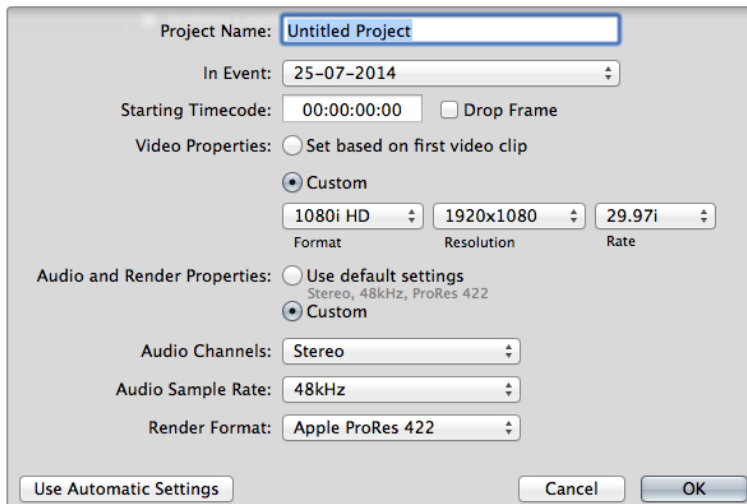 Project Name: Untitled Project
In Event: 25-07-2014
Starting Timecode: 00:00:00:00 Drop Frame
Video Properties: Set based on first video clip
Custom
1080i HD 1920x1080 29.97i
Format Resolution Rate
Audio and Render Properties: Use default settings
Stereo, 48kHz, ProRes 422
Custom
Audio Channels: Stereo
Audio Sample Rate: 48kHz
Render Format: Apple ProRes 422
Use Automatic Settings Cancel OK